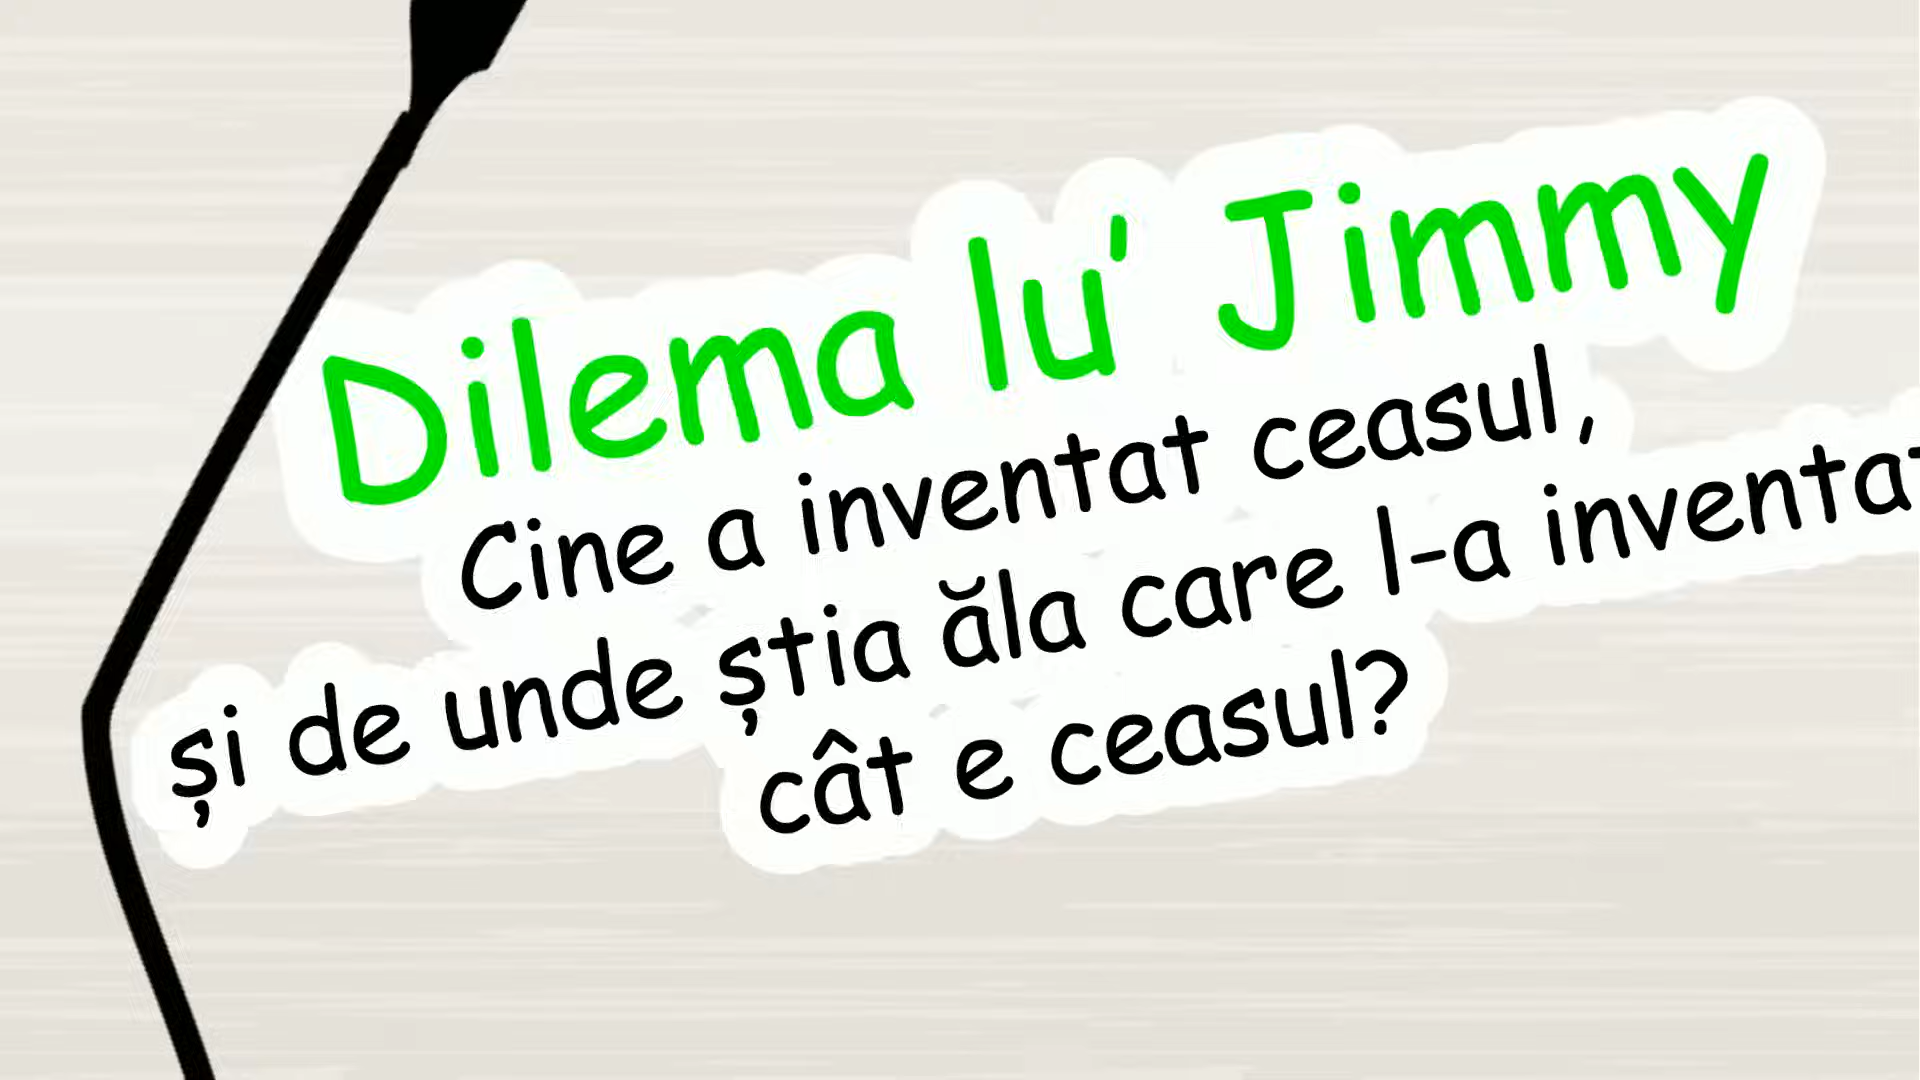 Dilema lu' Jimmy
Cine a inventat ceasul,
și de unde știa ăla care l-a inventat
cât e ceasul?